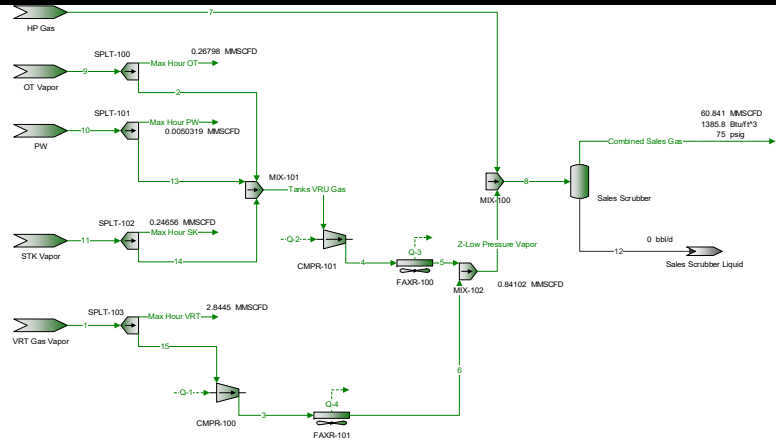 7
HP Gas
SPLT-100
0.26798 MMSCFD
Max Hour OT
9
OT Vapor
2
SPLT-101
Max Hour PW
0.0050319 MMSCFD
10
PW
13
MIX-101
Tanks VRU Gas
SPLT-102
0.24656 MMSCFD
Max Hour SK
11
STK Vapor
14
Q-2
CMPR-101
4
Q-3
FAXR-100
5
Z-Low Pressure Vapor
MIX-102
0.84102 MMSCFD
MIX-100
8
60.841 MMSCFD
1385.8 Btu/ft^3
75 psig
Combined Sales Gas
Sales Scrubber
0 bbl/d
12
Sales Scrubber Liquid
SPLT-103
2.8445 MMSCFD
Max Hour VRT
1
VRT Gas Vapor
15
Q-1
CMPR-100
3
Q-4
FAXR-101
6